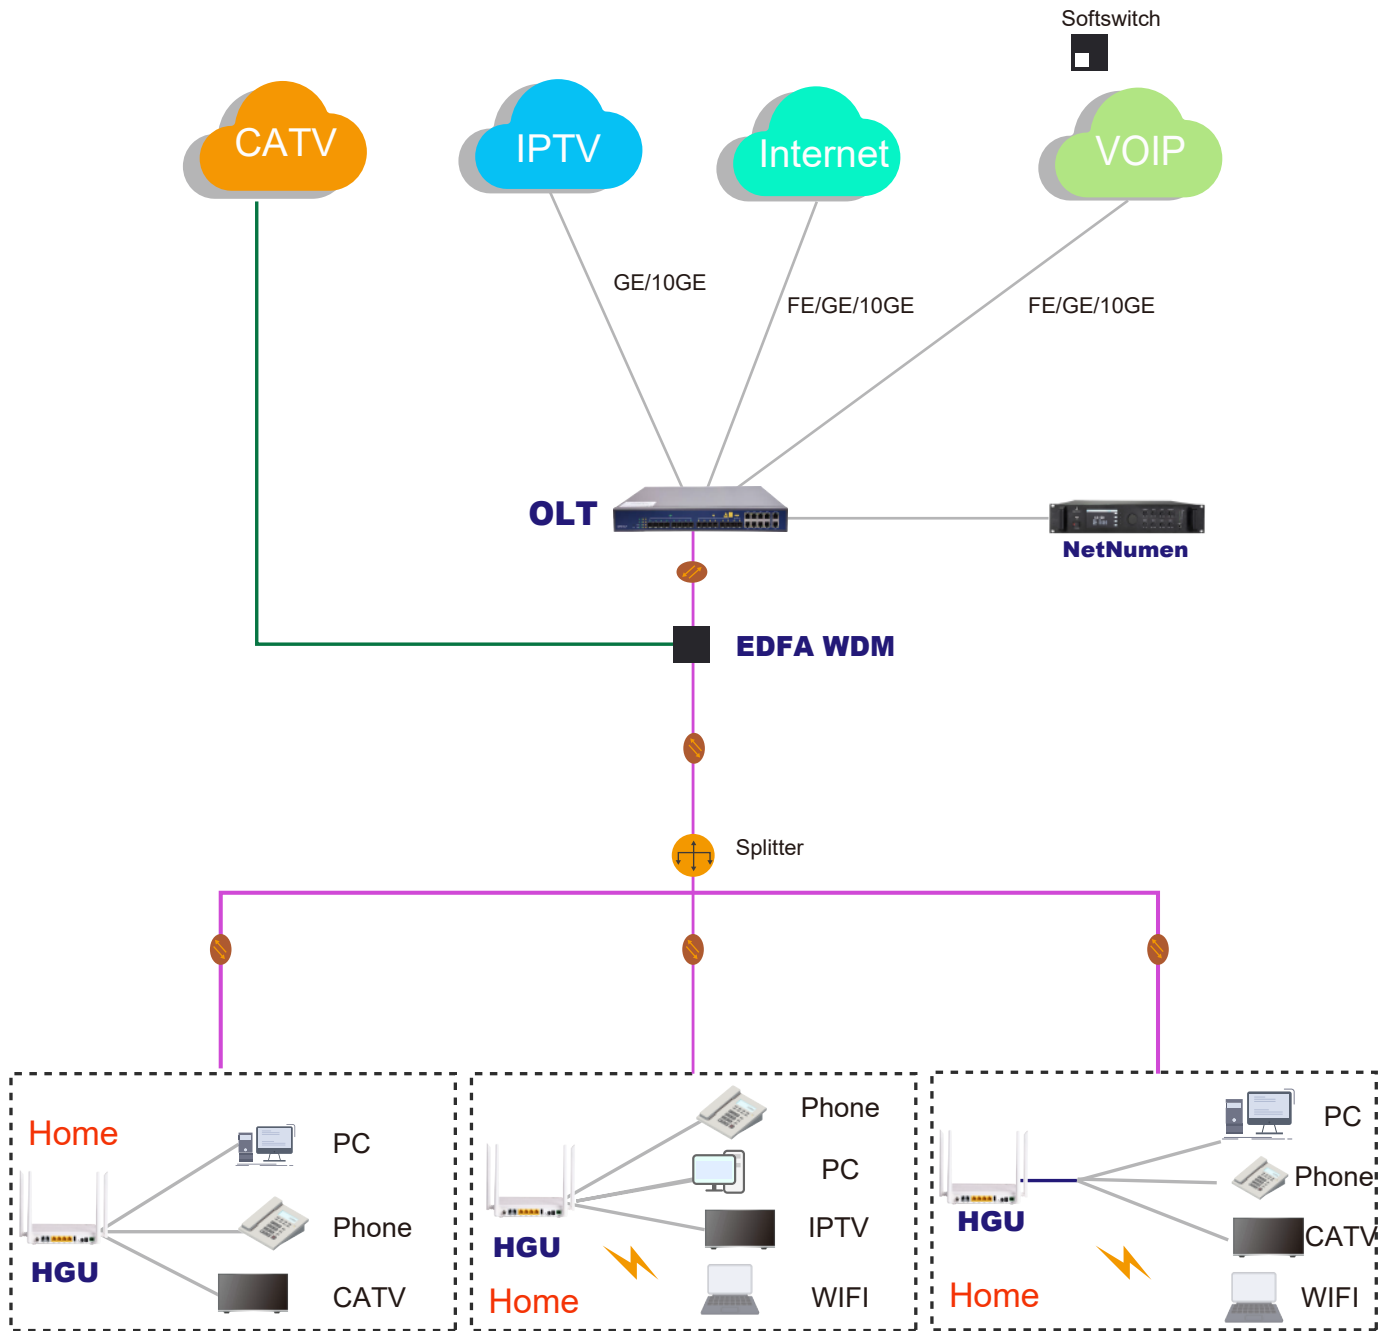 Softswitch
CATV
IPTV
Internet
VOIP
GE/10GE
FE/GE/10GE
FE/GE/10GE
OLT
NetNumen
EDFA WDM
Splitter
Home
PC
Phone
CATV
HGU
Phone
PC
IPTV
WIFI
HGU
Home
PC
Phone
CATV
WIFI
HGU
Home